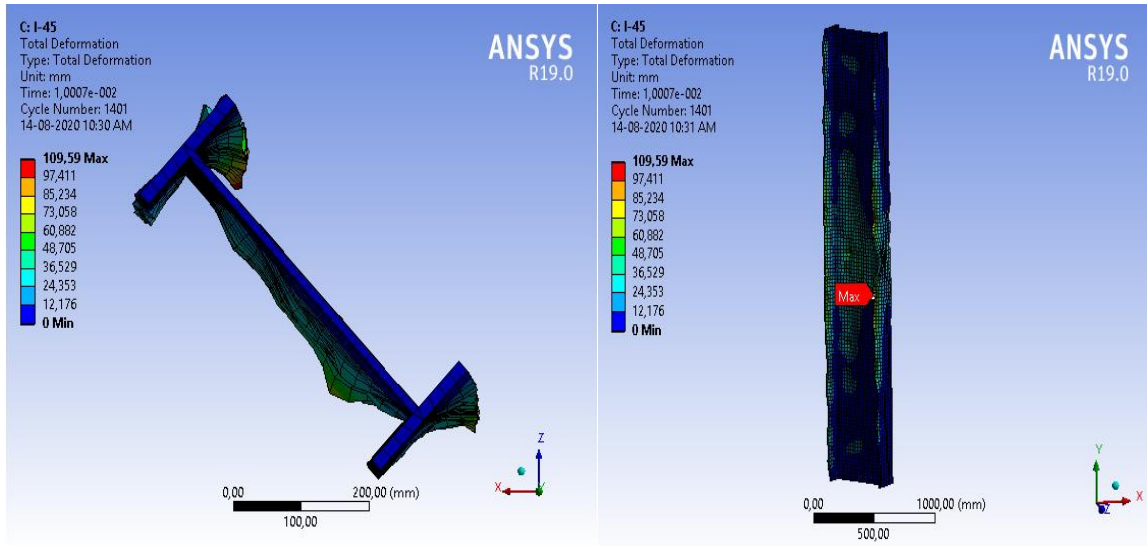 C: I-45
Total Deformation
Type: Total Deformation
Unit: mm
Time: 1,0007e-002
Cycle Number: 1401
14-08-2020 10:30 AM
ANSYS
R19.0
109,59 Max
97,411
85,234
73,058
60,882
48,705
36,529
24,353
12,176
0 Min
0,00 200,00 (mm)
100,00
Z
X
Y
C: I-45
Total Deformation
Type: Total Deformation
Unit: mm
Time: 1,0007e-002
Cycle Number: 1401
14-08-2020 10:31 AM
ANSYS
R19.0
109,59 Max
97,411
85,234
73,058
60,882
48,705
36,529
24,353
12,176
0 Min
Max
0,00 1000,00 (mm)
500,00
Y
X
Z